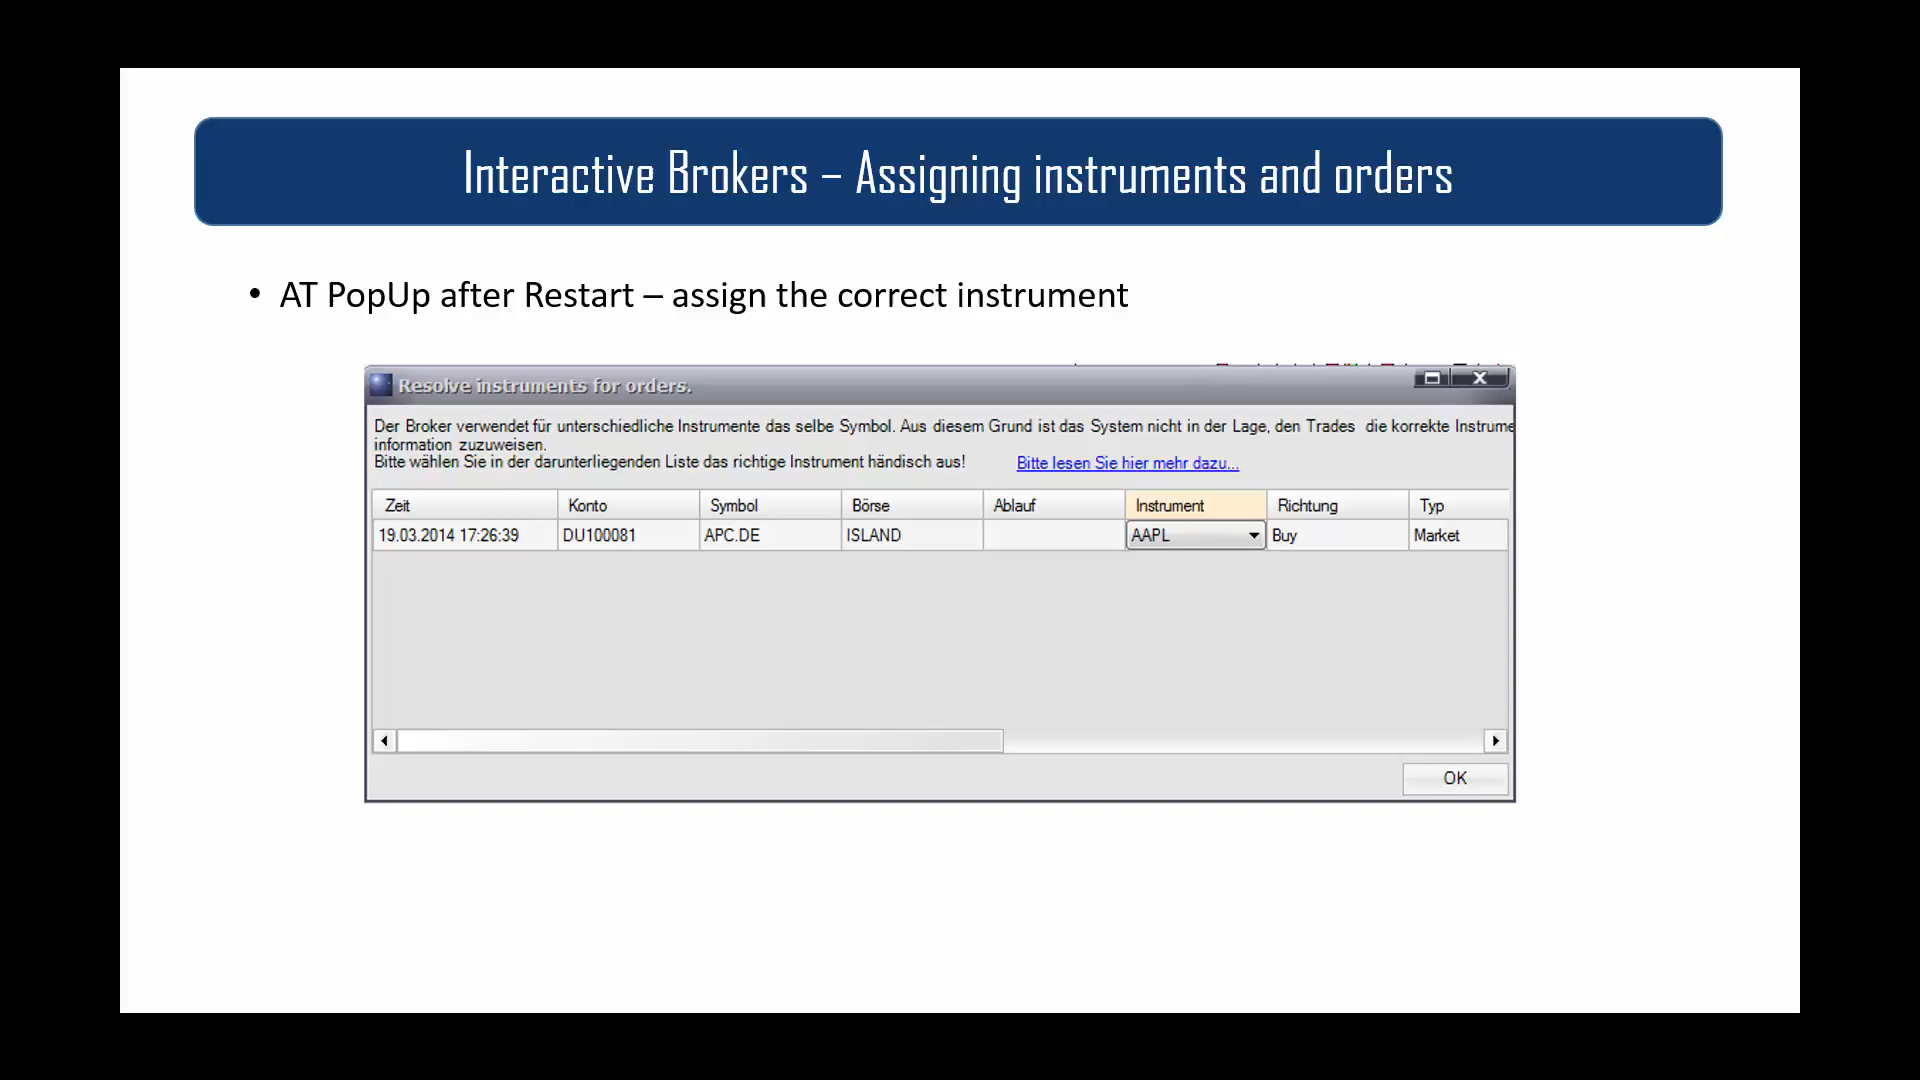 Interactive Brokers – Assigning instruments and orders
• AT PopUp after Restart – assign the correct instrument
Resolve instruments for orders.
Der Broker verwendet für unterschiedliche Instrumente das selbe Symbol. Aus diesem Grund ist das System nicht in der Lage, den Trades die korrekte Instrume
information zuzuweisen.
Bitte wählen Sie in der darunterliegenden Liste das richtige Instrument händisch aus! Bitte lesen Sie hier mehr dazu...
Zeit Konto Symbol Börse Ablauf Instrument Richtung Typ
19.03.2014 17:26:39 DU100081 APC.DE ISLAND AAPL Buy Market
OK